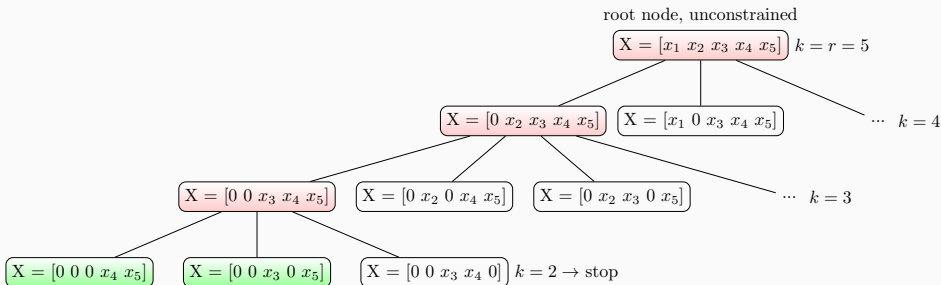 root node, unconstrained
X = [x₁ x₂ x₃ x₄ x₅] k = r = 5
X = [0 x₂ x₃ x₄ x₅] X = [x₁ 0 x₃ x₄ x₅] ... k = 4
X = [0 0 x₃ x₄ x₅] X = [0 x₂ 0 x₄ x₅] X = [0 x₂ x₃ 0 x₅] ... k = 3
X = [0 0 0 x₄ x₅] X = [0 0 x₃ 0 x₅] X = [0 0 x₃ x₄ 0] k = 2 → stop